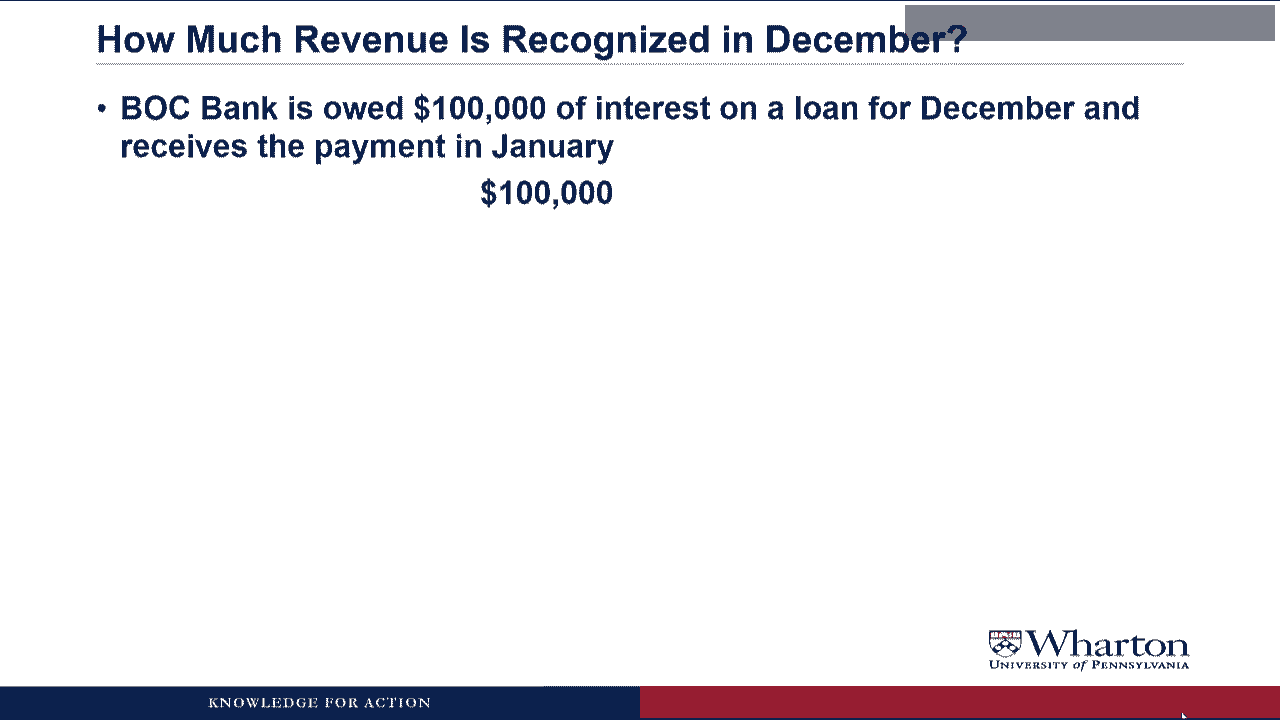 How Much Revenue Is Recognized in December?
• BOC Bank is owed $100,000 of interest on a loan for December and
receives the payment in January
$100,000
Wharton
UNIVERSITY of PENNSYLVANIA
KNOWLEDGE FOR ACTION